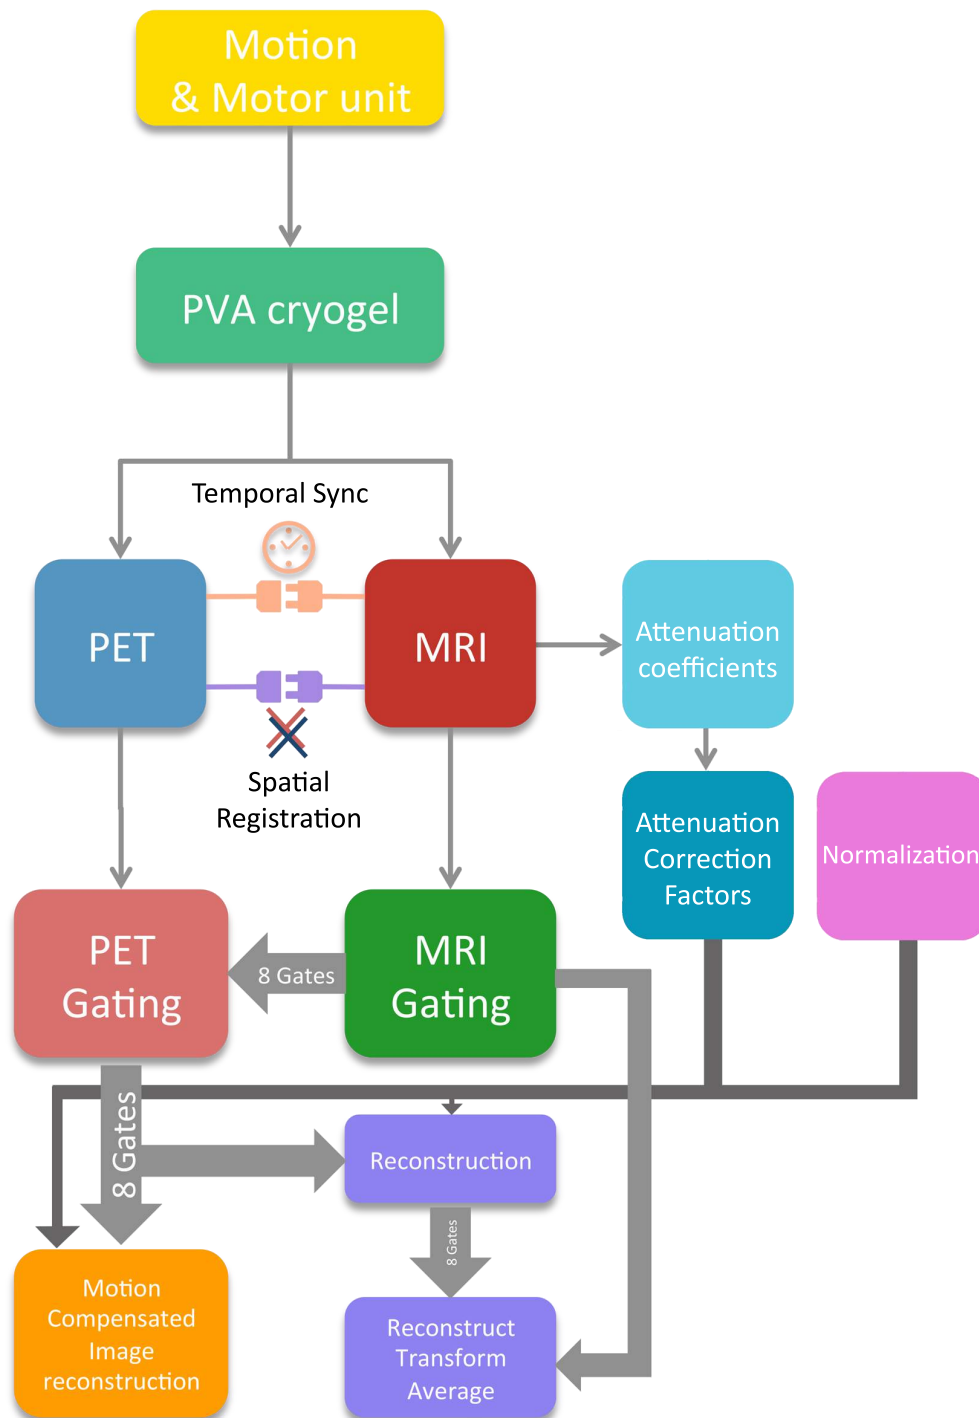 Motion
& Motor unit
PVA cryogel
Temporal Sync
PET
MRI
Attenuation
coefficients
Spatial
Registration
Attenuation
Correction
Factors
Normalization
PET
Gating
8 Gates
MRI
Gating
8 Gates
Reconstruction
8 Gates
Motion
Compensated
Image
reconstruction
Reconstruct
Transform
Average